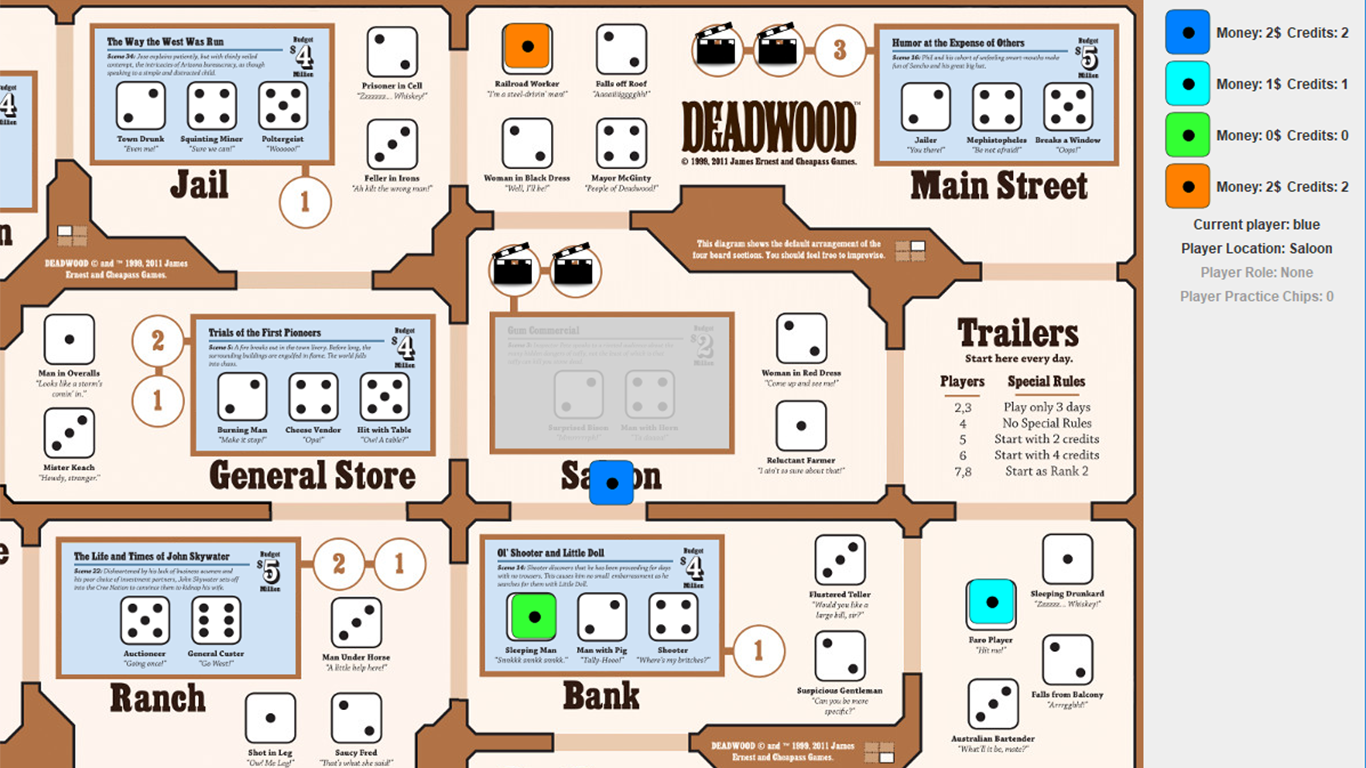 The Way the West Was Run
Budget
$4
Million
Scene 34: Jane explains patiently, but with thinly veiled
contempt, the intricacies of Arizona bureaucracy, as though
speaking to a simple and distracted child.
Town Drunk
"Even me!"
Squinting Miner
"Sure we can!"
Poltergeist
"Wooooo!"
Prisoner in Cell
"Zzzzzzz... Whiskey!"
Feller in Irons
"Ah kilt the wrong man!"
Jail
1
DEADWOOD © and ™ 1999, 2011 James
Ernest and Cheapass Games.
4
Million
n
Railroad Worker
"I'm a steel-drivin' man!"
Falls off Roof
Woman in Black Dress
"Well, I'll be!"
Mayor McGinty
"People of Deadwood!"
3
DEADWOOD™
© 1999, 2011 James Ernest and Cheapass Games.
Humor at the Expense of Others
Budget
$5
Million
Scene 16: Phil and his cohort of unfeeling smart-mouths make
fun of Sancho and his great big hat.
Jailer
"You there!"
Mephistopheles
"Be not afraid!"
Breaks a Window
"Oops!"
Main Street
This diagram shows the default arrangement of the
four board sections. You should feel free to improvise.
Man in Overalls
"Looks like a storm's
comin' in."
Mister Keach
"Howdy, stranger."
2
1
Trials of the First Pioneers
Budget
$4
Million
Scene 5: A fire breaks out in the town livery. Before long, the
surrounding buildings are engulfed in flame. The world falls
into chaos.
Burning Man
"Make it stop!"
Cheese Vendor
"Opa!"
Hit with Table
"Ow! A table?"
General Store
Gum Commercial
Budget
$2
Million
Surprised Bison
Man with Horn
"Ta daaaa!"
Sa on
Woman in Red Dress
"Come up and see me!"
Reluctant Farmer
"I ain't so sure about that!"
Trailers
Start here every day.
Players Special Rules
2,3 Play only 3 days
4 No Special Rules
5 Start with 2 credits
6 Start with 4 credits
7,8 Start as Rank 2
e
The Life and Times of John Skywater
Budget
$5
Million
Scene 22: Disheartened by his lack of business acumen and
his poor choice of investment partners, John Skywater sets off
into the Cree Nation to convince them to kidnap his wife.
Auctioneer
"Going once!"
General Custer
"Go West!"
2
1
Man Under Horse
"A little help here!"
Shot in Leg
"Ow! Me Leg!"
Saucy Fred
"That's what she said!"
Ranch
Ol' Shooter and Little Doll
Budget
$4
Million
Scene 14: Shooter discovers that he has been proceeding for days
with no trousers. This causes him no small embarrassment as he
searches for them with Little Doll.
Sleeping Man
"Snnkkk snnkk snnkk."
Man with Pig
"Tally-Hooo!"
Shooter
"Where's my britches?"
Bank
1
Flustered Teller
"Would you like a
large bill, sir?"
Suspicious Gentleman
"Can you be more
specific?"
DEADWOOD © and ™ 1999, 2011 James
Ernest and Cheapass Games.
Faro Player
"Hit me!"
Sleeping Drunkard
"Zzzzzz... Whiskey!"
Falls from Balcony
"Arrrgghh!"
Australian Bartender
"What'll it be, mate?"
Money: 2$ Credits: 2
Money: 1$ Credits: 1
Money: 0$ Credits: 0
Money: 2$ Credits: 2
Current player: blue
Player Location: Saloon
Player Role: None
Player Practice Chips: 0